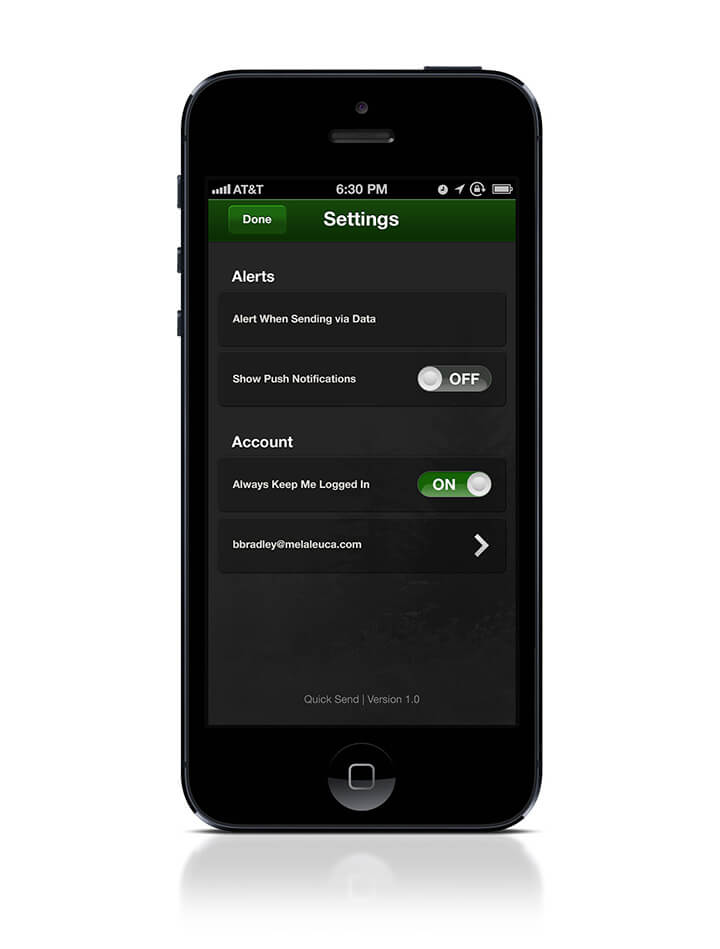 AT&T 6:30 PM
Done Settings
Alerts
Alert When Sending via Data
Show Push Notifications OFF
Account
Always Keep Me Logged In ON
bbradley@melaleuca.com
Quick Send | Version 1.0